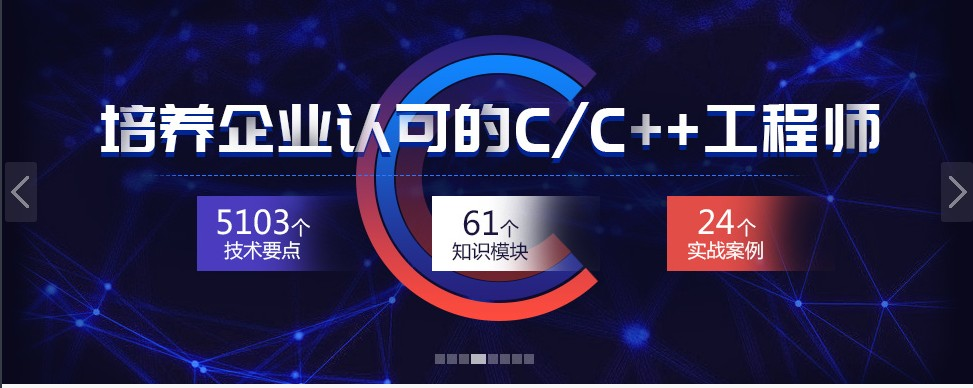 培养企业认可的C/C++工程师
5103个
技术要点
61个
知识模块
24个
实战案例